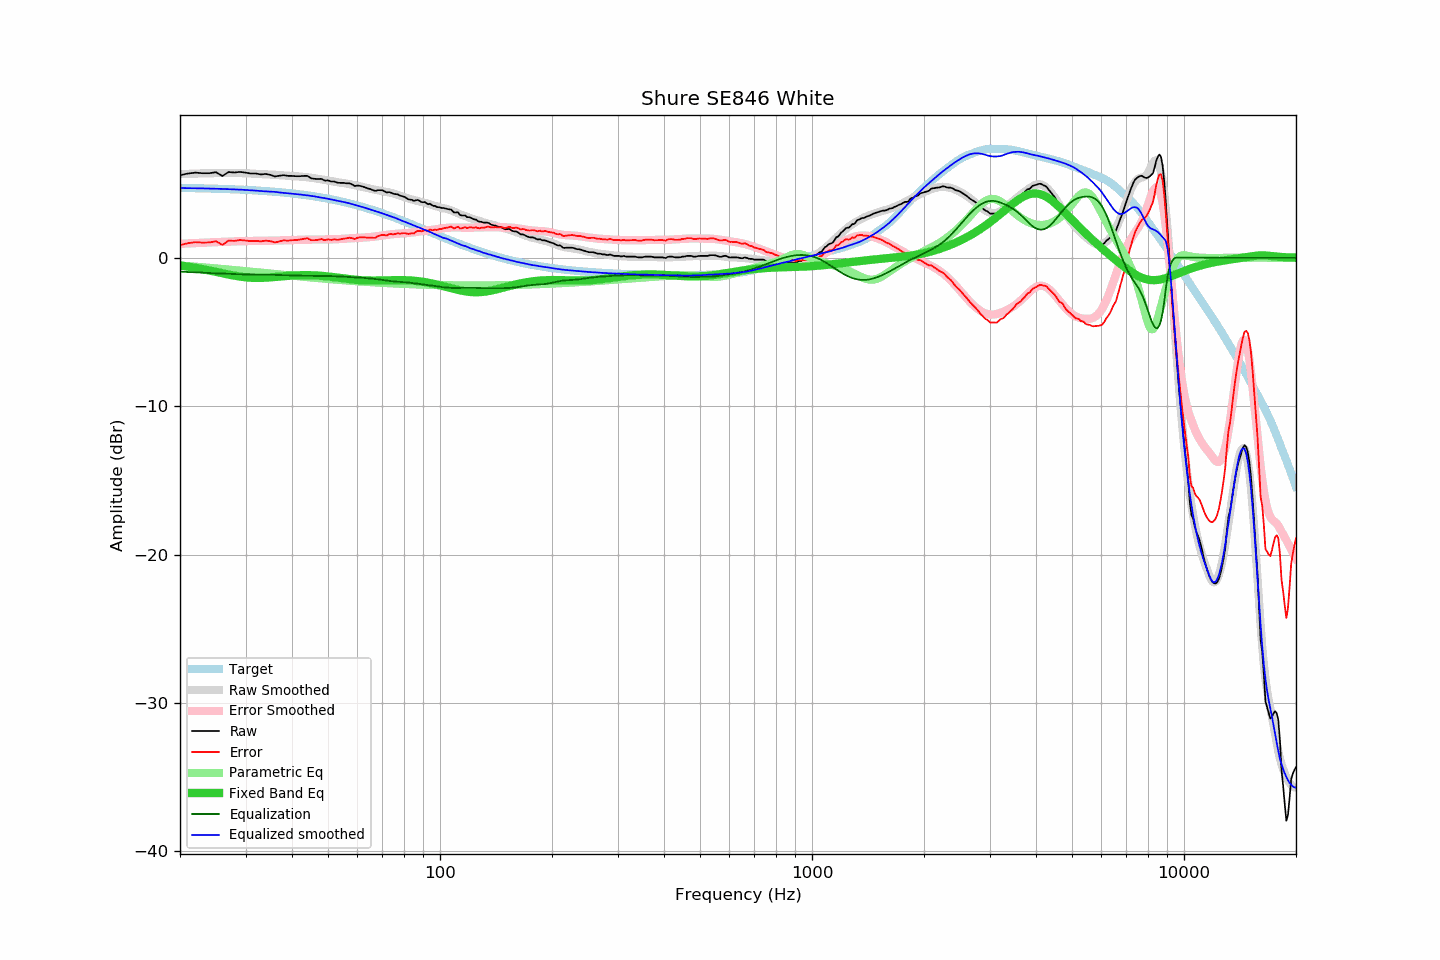 Shure SE846 White
Amplitude (dBr)
0
−10
−20
−30
−40
Target
Raw Smoothed
Error Smoothed
Raw
Error
Parametric Eq
Fixed Band Eq
Equalization
Equalized smoothed
100
1000
10000
Frequency (Hz)